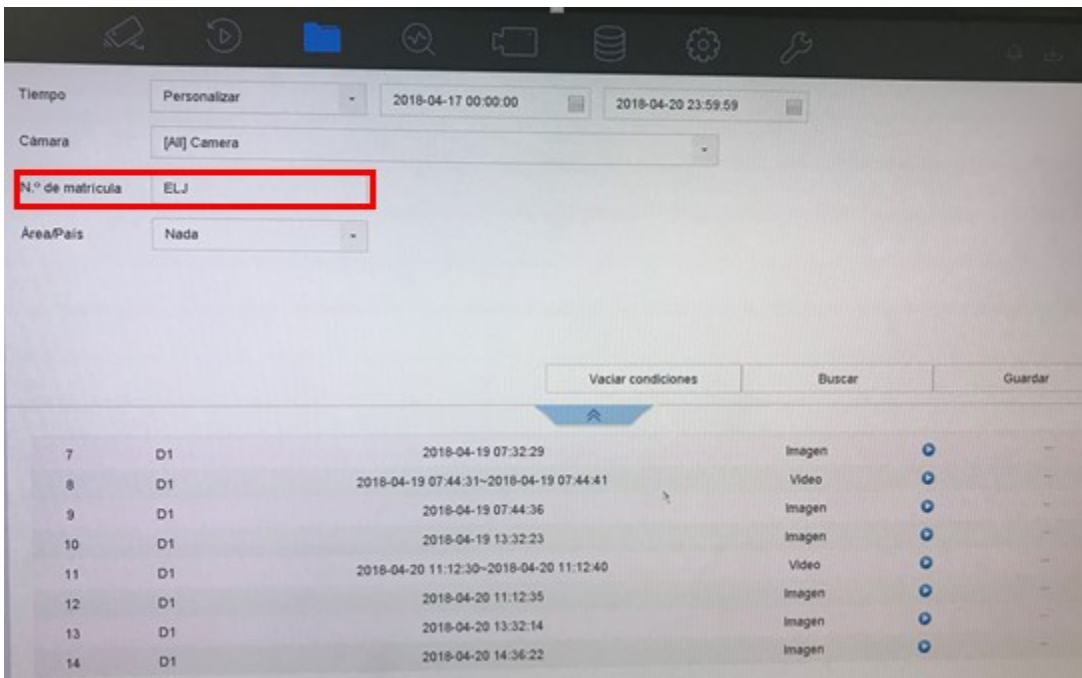 Tiempo Personalizar 2018-04-17 00:00:00 2018-04-20 23:59:59
Cámara [All] Camera
N.º de matrícula ELJ
Área/País Nada
Vaciar condiciones Buscar Guardar
7 D1 2018-04-19 07:32:29 Imagen —
8 D1 2018-04-19 07:44:31~2018-04-19 07:44:41 Video —
9 D1 2018-04-19 07:44:36 Imagen —
10 D1 2018-04-19 13:32:23 Imagen —
11 D1 2018-04-20 11:12:30~2018-04-20 11:12:40 Video —
12 D1 2018-04-20 11:12:35 Imagen —
13 D1 2018-04-20 13:32:14 Imagen —
14 D1 2018-04-20 14:36:22 Imagen —